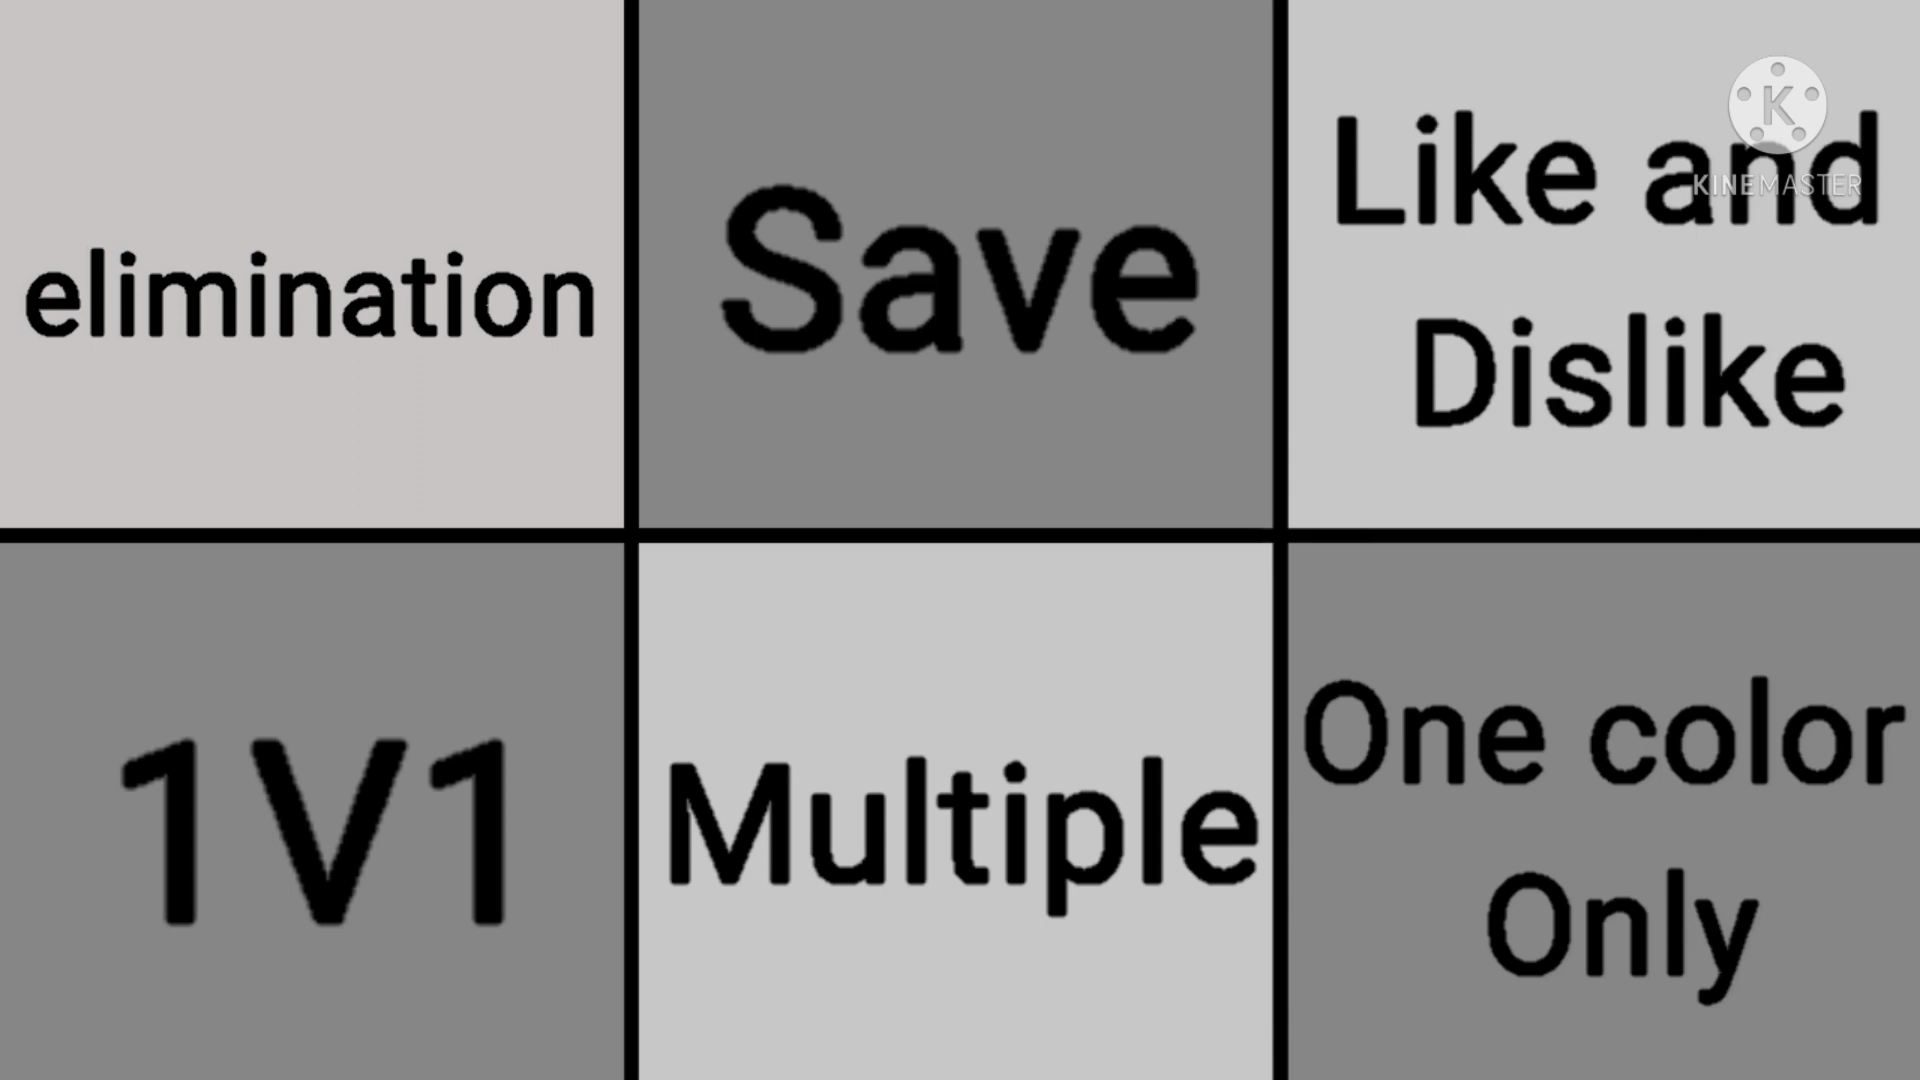 elimination
Save
Like and
Dislike
K
KINEMASTER
1V1
Multiple
One color
Only